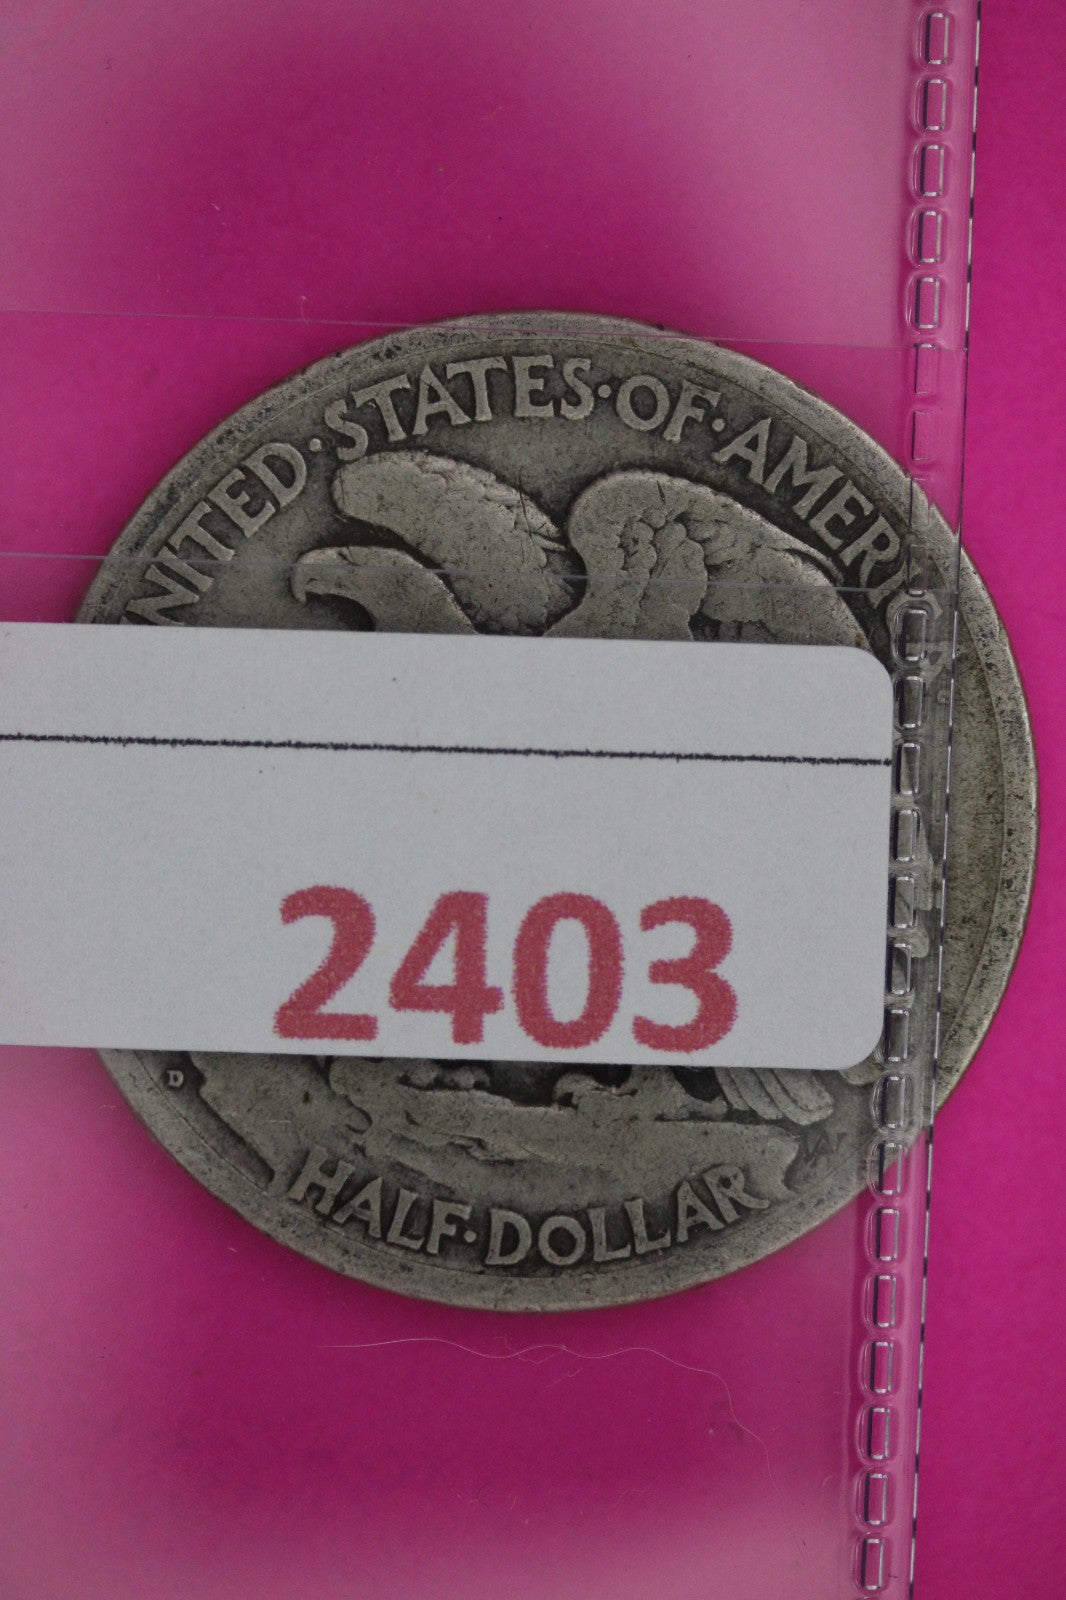 UNITED·STATES·OF·AMERICA
2403
D
HALF·DOLLAR